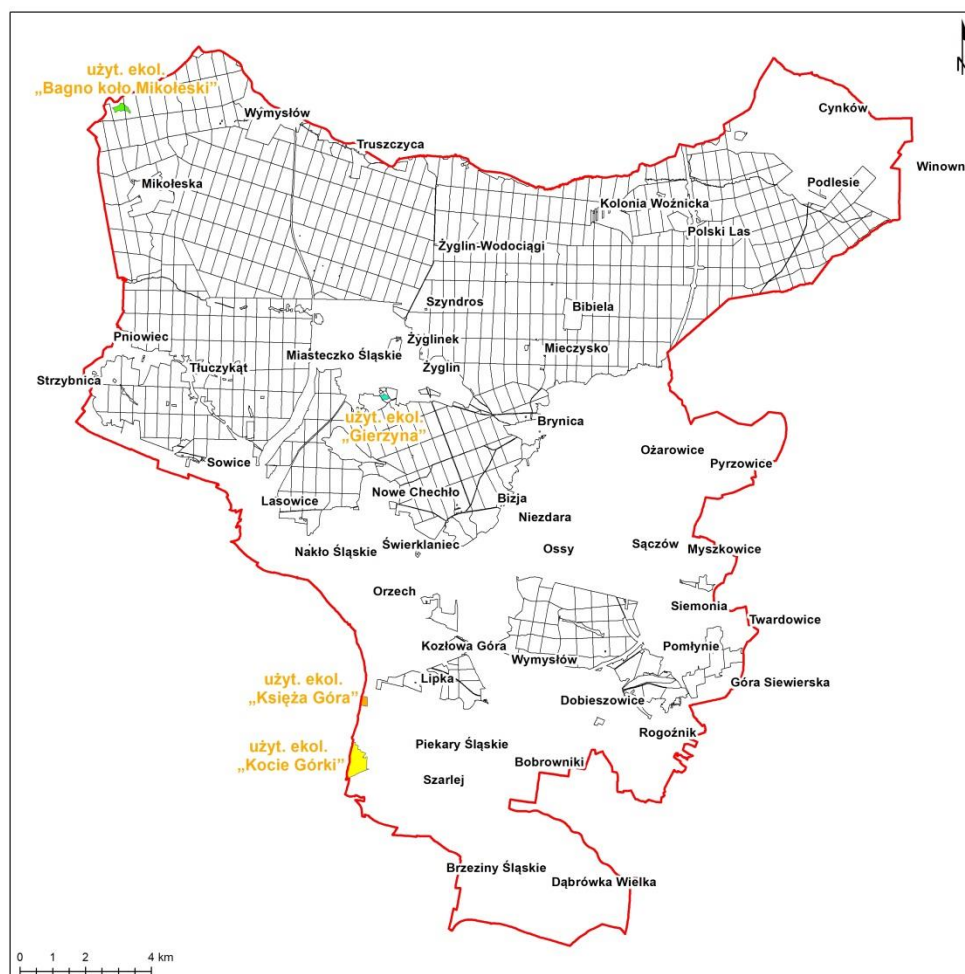 N
użyt. ekol.
„Bagno koło Mikołeski”
Wymysłów
Cynków
Truszczyca
Winown
Mikołeska
Podlesie
Kolonia Woźnicka
Polski Las
Żyglin-Wodociągi
Szyndros
Bibiela
Pniowiec
Żyglinek
Miasteczko Śląskie
Mieczysko
Tłuczykąt
Żyglin
Strzybnica
użyt. ekol.
„Gierzyna”
Brynica
Ożarowice
Sowice
Pyrzowice
Lasowice
Nowe Chechło
Bizja
Niezdara
Nakło Śląskie
Świerklaniec
Ossy
Sączów
Myszkowice
Orzech
Siemonia
Twardowice
Kozłowa Góra
Wymysłów
Pomłynie
użyt. ekol.
„Księża Góra”
Lipka
Góra Siewierska
Dobieszowice
Rogoźnik
użyt. ekol.
„Kocie Górki”
Piekary Śląskie
Bobrowniki
Szarlej
Brzeziny Śląskie
Dąbrówka Wielka
0 1 2 4 km